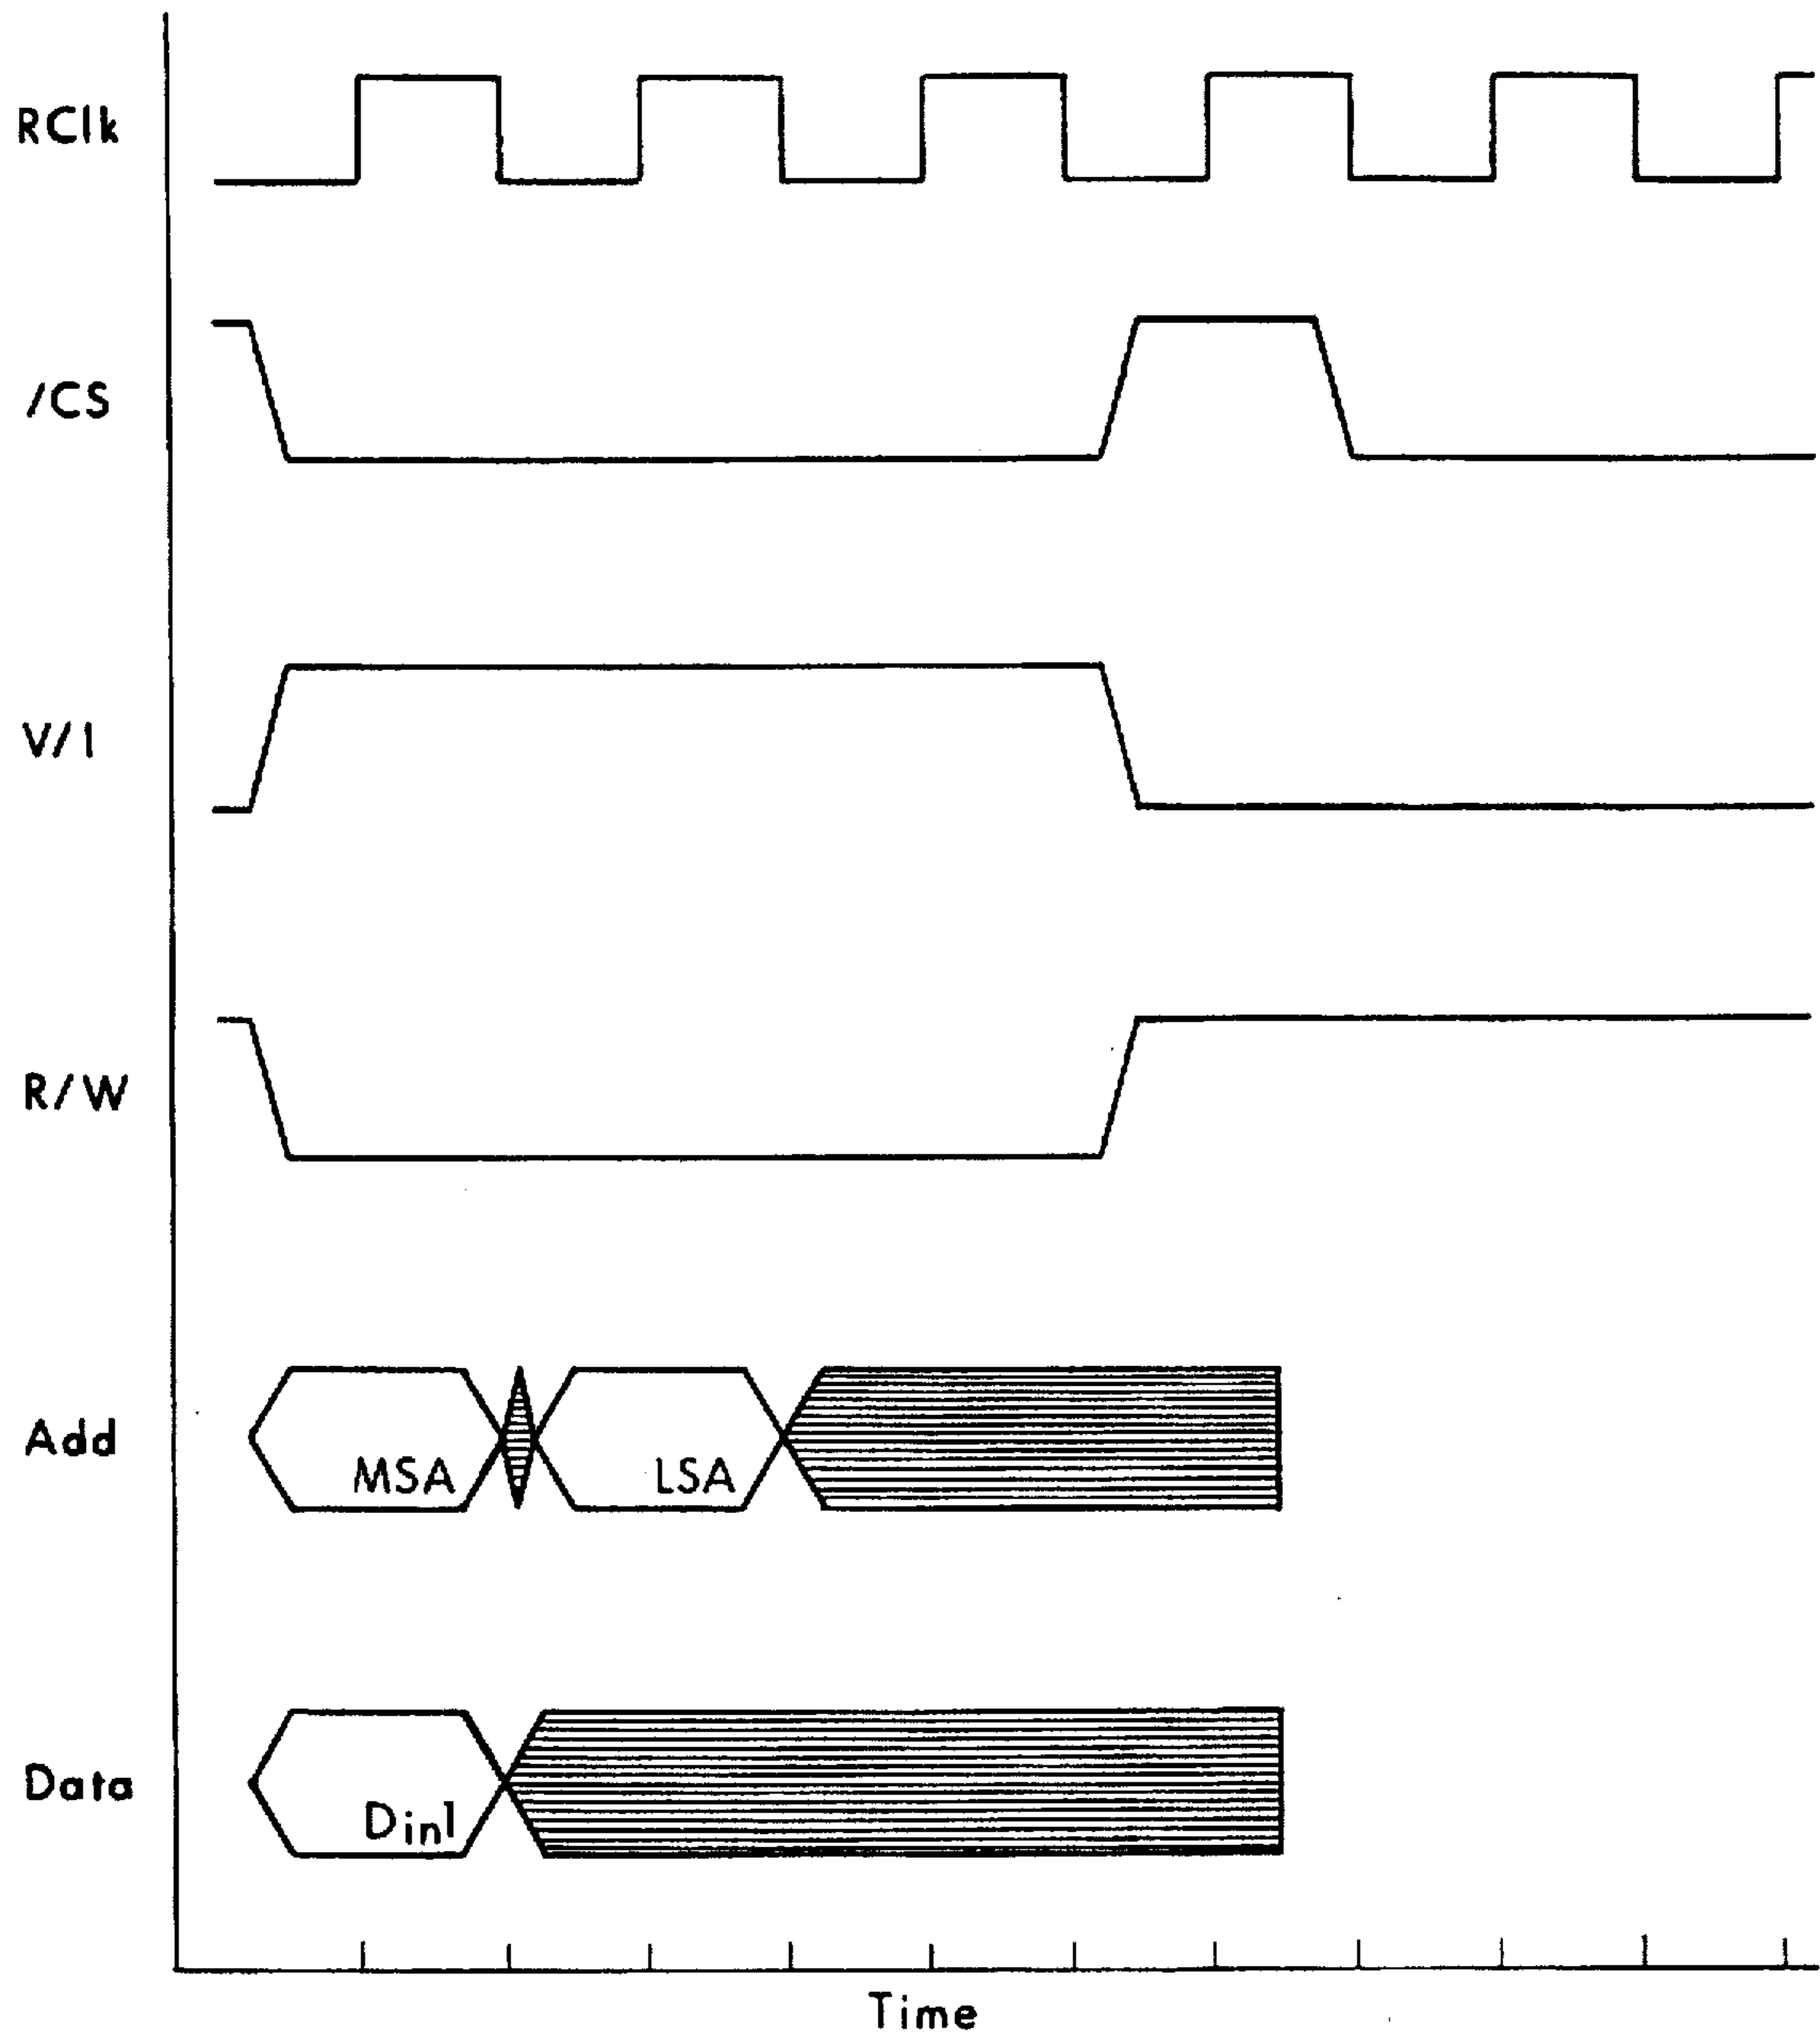 RClk
/CS
V/I
R/W
Add
MSA
LSA
Data
Din1
Time